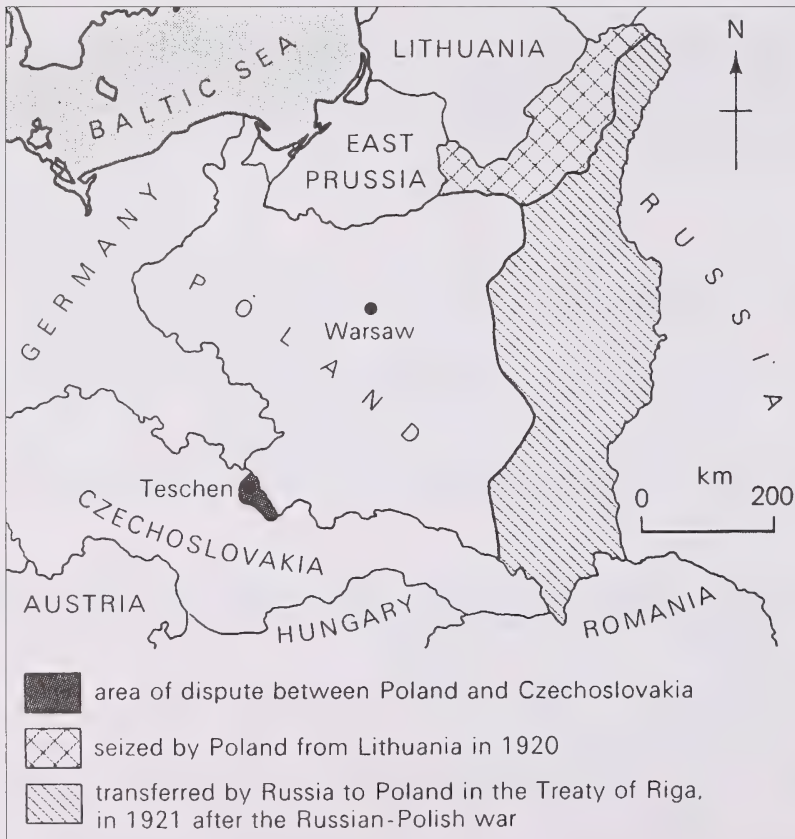 N
LITHUANIA
BALTIC SEA
EAST
PRUSSIA
RUSSIA
GERMANY
POLAND
Warsaw
Teschen
km
0 200
CZECHOSLOVAKIA
AUSTRIA
HUNGARY
ROMANIA
area of dispute between Poland and Czechoslovakia
seized by Poland from Lithuania in 1920
transferred by Russia to Poland in the Treaty of Riga,
in 1921 after the Russian-Polish war